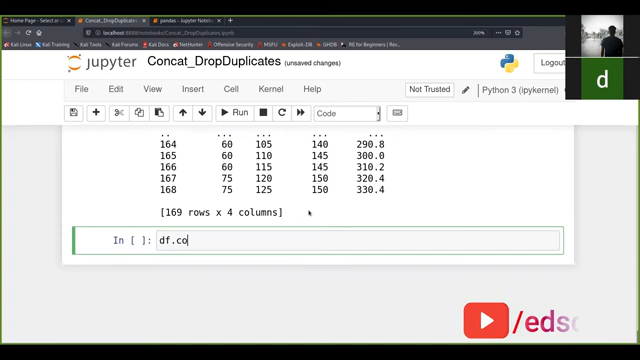 Home Page - Select or
Concat_DropDuplicates
pandas - Jupyter Notebook
localhost:8888/notebooks/Concat_DropDuplicates.ipynb
200%
Kali Linux
Kali Training
Kali Tools
Kali Forums
Kali Docs
NetHunter
Offensive Security
MSFU
Exploit-DB
GHDB
RE for Beginners
jupyter
Concat_DropDuplicates
(unsaved changes)
Logout
File
Edit
View
Insert
Cell
Kernel
Help
Not Trusted
Python 3 (ipykernel)
Run
Code
.. ... ... ... ...
164 60 105 140 290.8
165 60 110 145 300.0
166 60 115 145 310.2
167 75 120 150 320.4
168 75 125 150 330.4
[169 rows x 4 columns]
In [ ]: df.co
d